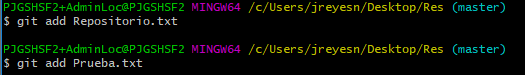 PJGSHSF2+AdminLoc@PJGSHSF2 MINGW64 /c/Users/jreyesn/Desktop/Res (master)
$ git add Repositorio.txt
PJGSHSF2+AdminLoc@PJGSHSF2 MINGW64 /c/Users/jreyesn/Desktop/Res (master)
$ git add Prueba.txt